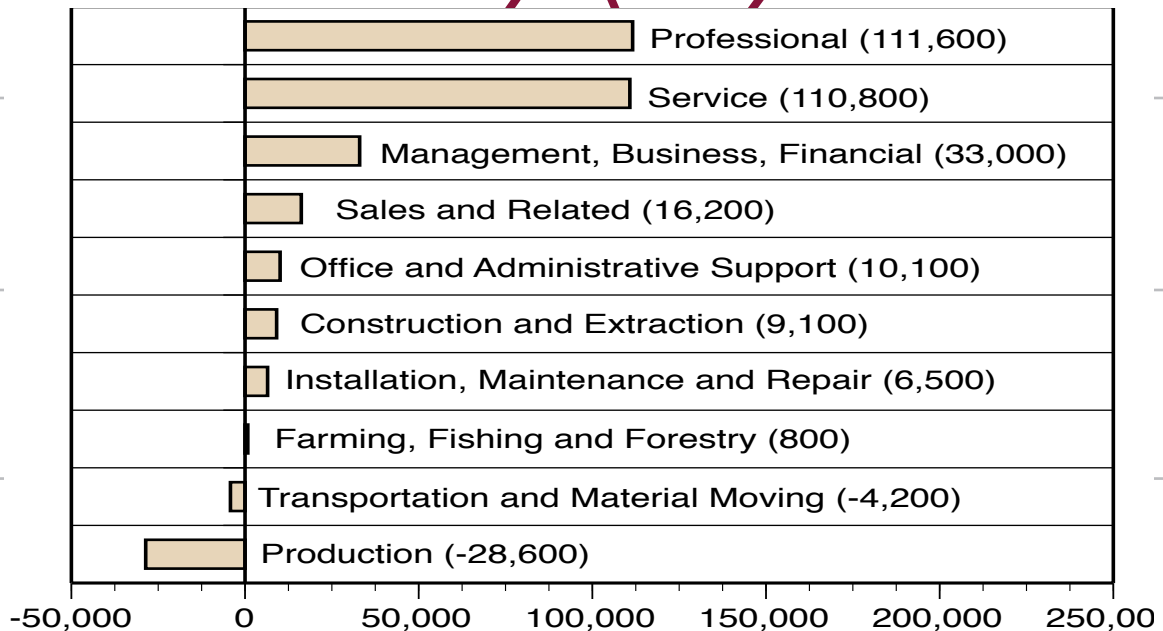 Professional (111,600)
Service (110,800)
Management, Business, Financial (33,000)
Sales and Related (16,200)
Office and Administrative Support (10,100)
Construction and Extraction (9,100)
Installation, Maintenance and Repair (6,500)
Farming, Fishing and Forestry (800)
Transportation and Material Moving (-4,200)
Production (-28,600)
-50,000 0 50,000 100,000 150,000 200,000 250,00